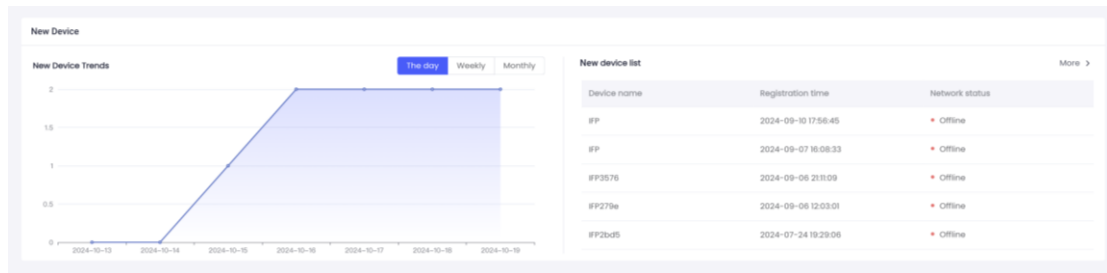 New Device
New Device Trends
The day Weekly Monthly
2
1.5
1
0.5
0
2024-10-13 2024-10-14 2024-10-15 2024-10-16 2024-10-17 2024-10-18 2024-10-19
New device list More >
Device name Registration time Network status
IFP 2024-09-10 17:56:45 Offline
IFP 2024-09-07 16:08:33 Offline
IFP3576 2024-09-06 21:11:09 Offline
IFP279e 2024-09-06 12:03:01 Offline
IFP2bd5 2024-07-24 19:29:06 Offline